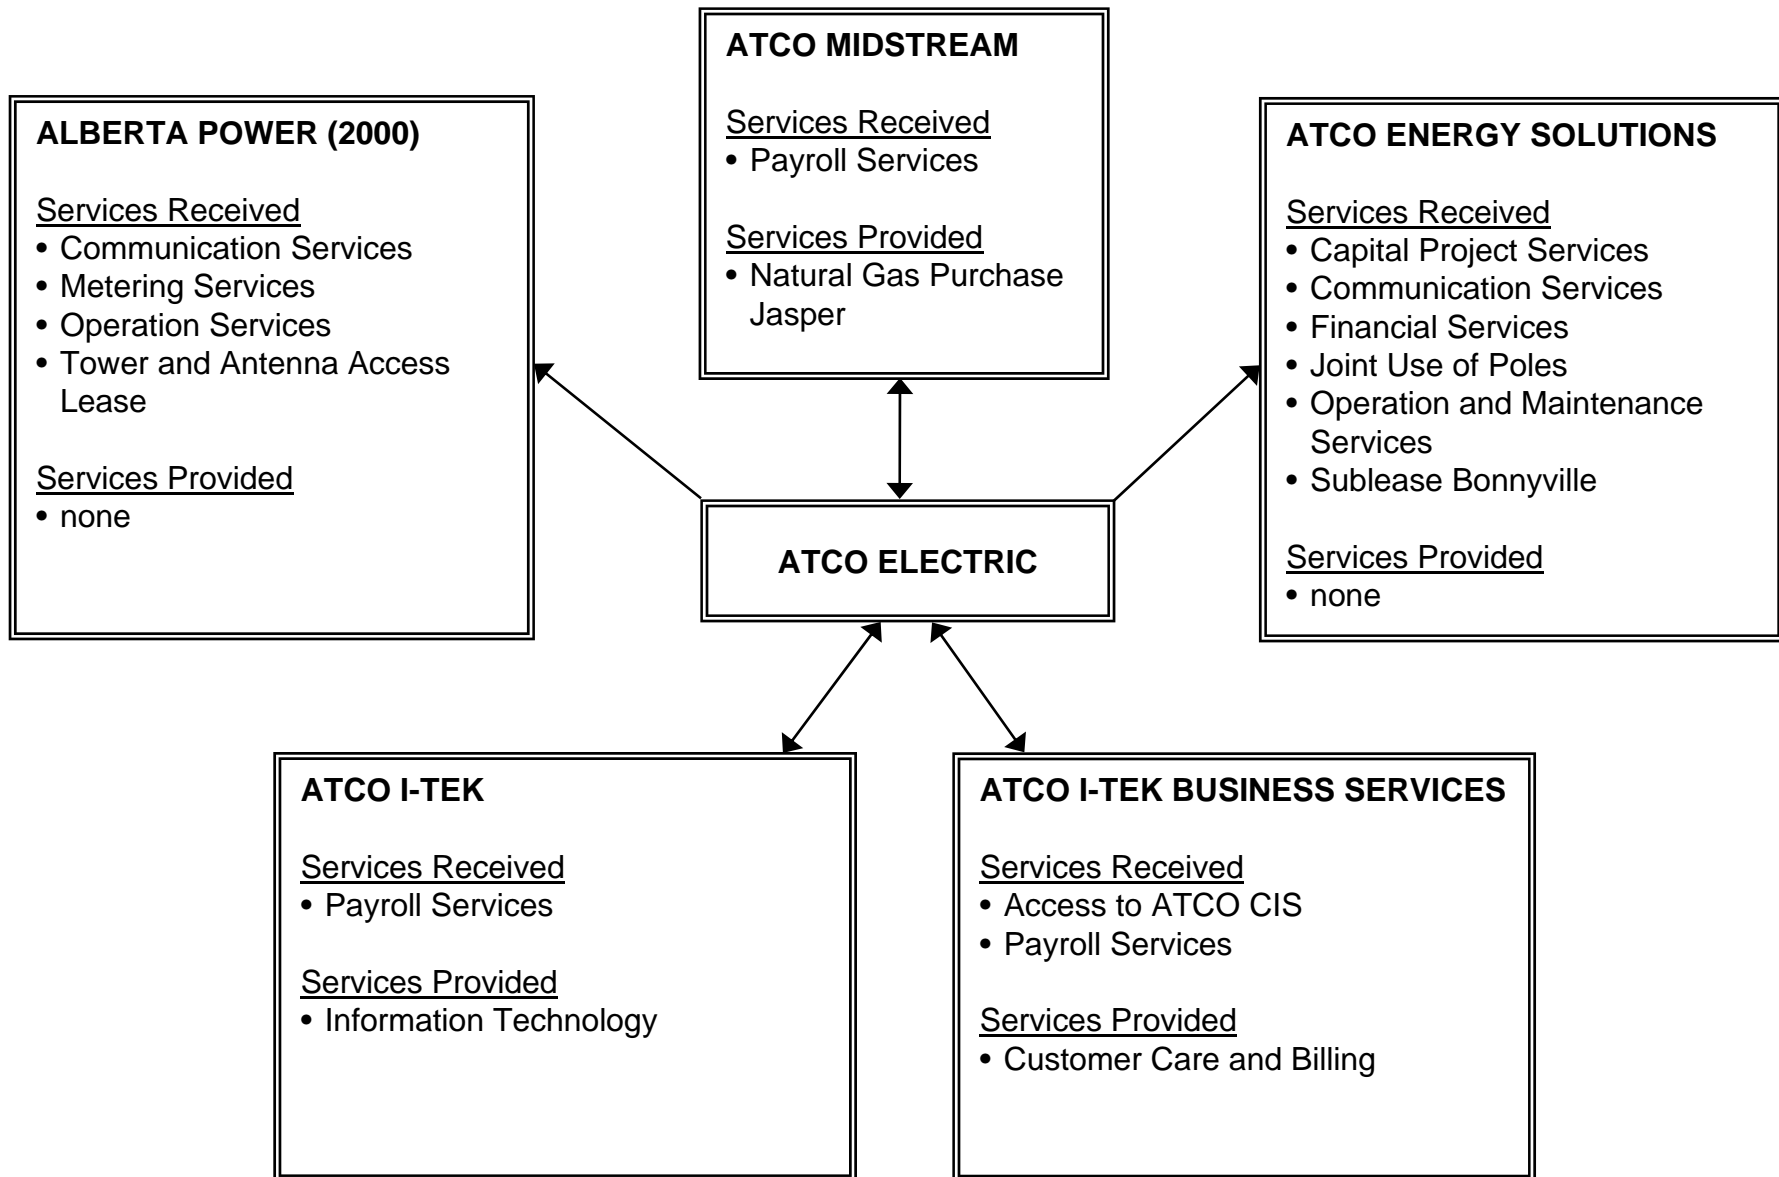 ATCO MIDSTREAM
Services Received
• Payroll Services
Services Provided
• Natural Gas Purchase
Jasper
ALBERTA POWER (2000)
Services Received
• Communication Services
• Metering Services
• Operation Services
• Tower and Antenna Access
Lease
Services Provided
• none
ATCO ENERGY SOLUTIONS
Services Received
• Capital Project Services
• Communication Services
• Financial Services
• Joint Use of Poles
• Operation and Maintenance
Services
• Sublease Bonnyville
Services Provided
• none
ATCO ELECTRIC
ATCO I-TEK
Services Received
• Payroll Services
Services Provided
• Information Technology
ATCO I-TEK BUSINESS SERVICES
Services Received
• Access to ATCO CIS
• Payroll Services
Services Provided
• Customer Care and Billing